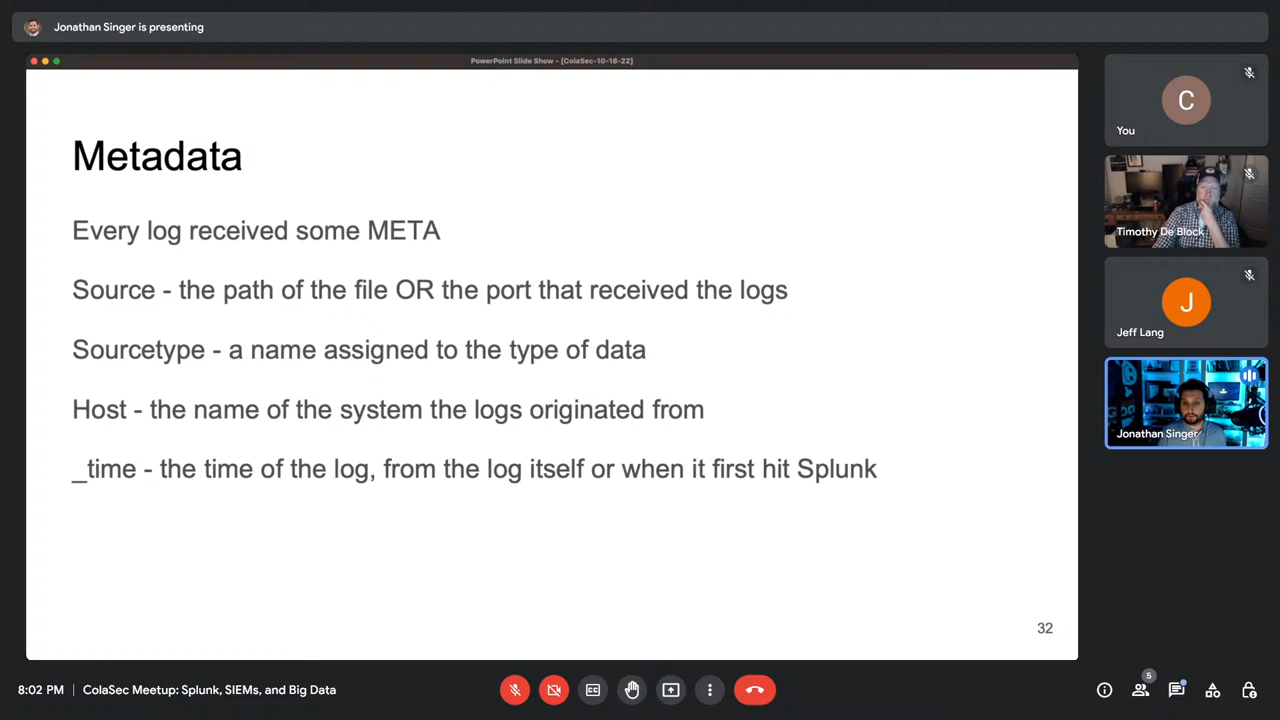 Jonathan Singer is presenting
PowerPoint Slide Show - [ColaSec-10-18-22]
Metadata
Every log received some META
Source - the path of the file OR the port that received the logs
Sourcetype - a name assigned to the type of data
Host - the name of the system the logs originated from
_time - the time of the log, from the log itself or when it first hit Splunk
32
C
You
Timothy De Block
J
Jeff Lang
Jonathan Singer
8:02 PM
ColaSec Meetup: Splunk, SIEMs, and Big Data
CC
5